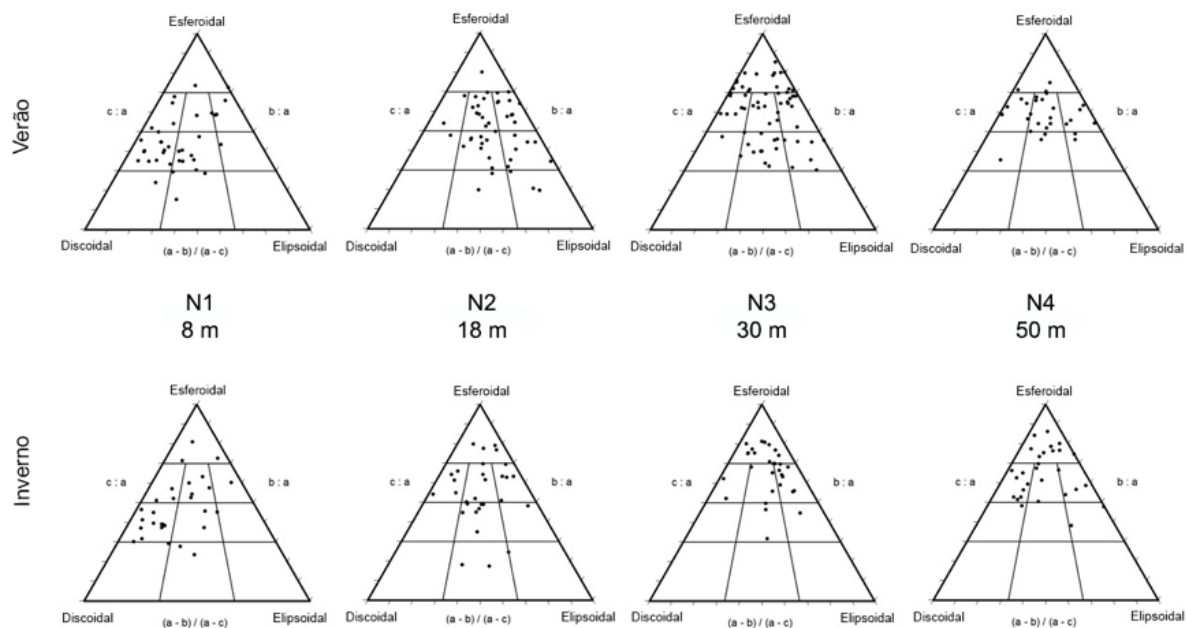 Verão
Esferoidal
c : a
b : a
Discoidal
(a - b) / (a - c)
Elipsoidal
Esferoidal
c : a
b : a
Discoidal
(a - b) / (a - c)
Elipsoidal
Esferoidal
c : a
b : a
Discoidal
(a - b) / (a - c)
Elipsoidal
Esferoidal
c : a
b : a
Discoidal
(a - b) / (a - c)
Elipsoidal
N1
8 m
N2
18 m
N3
30 m
N4
50 m
Inverno
Esferoidal
c : a
b : a
Discoidal
(a - b) / (a - c)
Elipsoidal
Esferoidal
c : a
b : a
Discoidal
(a - b) / (a - c)
Elipsoidal
Esferoidal
c : a
b : a
Discoidal
(a - b) / (a - c)
Elipsoidal
Esferoidal
c : a
b : a
Discoidal
(a - b) / (a - c)
Elipsoidal